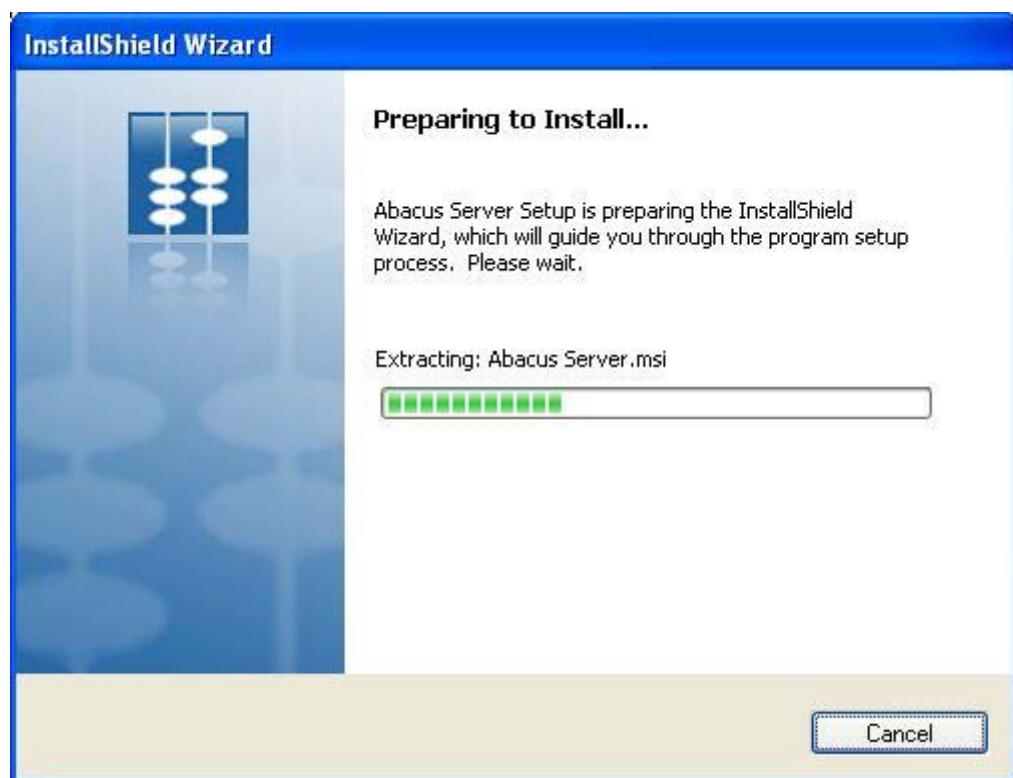 InstallShield Wizard
Preparing to Install...
Abacus Server Setup is preparing the InstallShield
Wizard, which will guide you through the program setup
process.  Please wait.
Extracting: Abacus Server.msi
Cancel